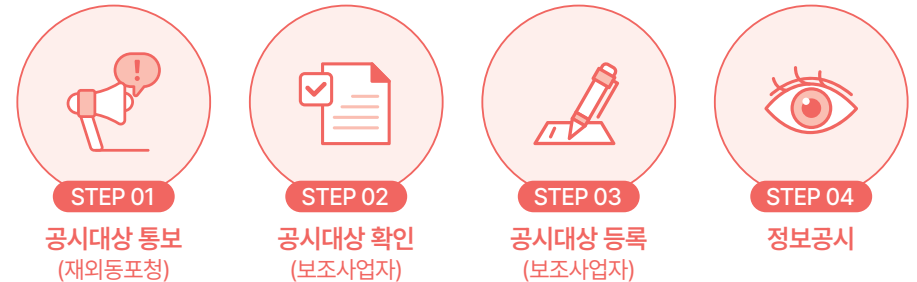 STEP 01
공시대상 통보
(재외동포청)
STEP 02
공시대상 확인
(보조사업자)
STEP 03
공시대상 등록
(보조사업자)
STEP 04
정보공시